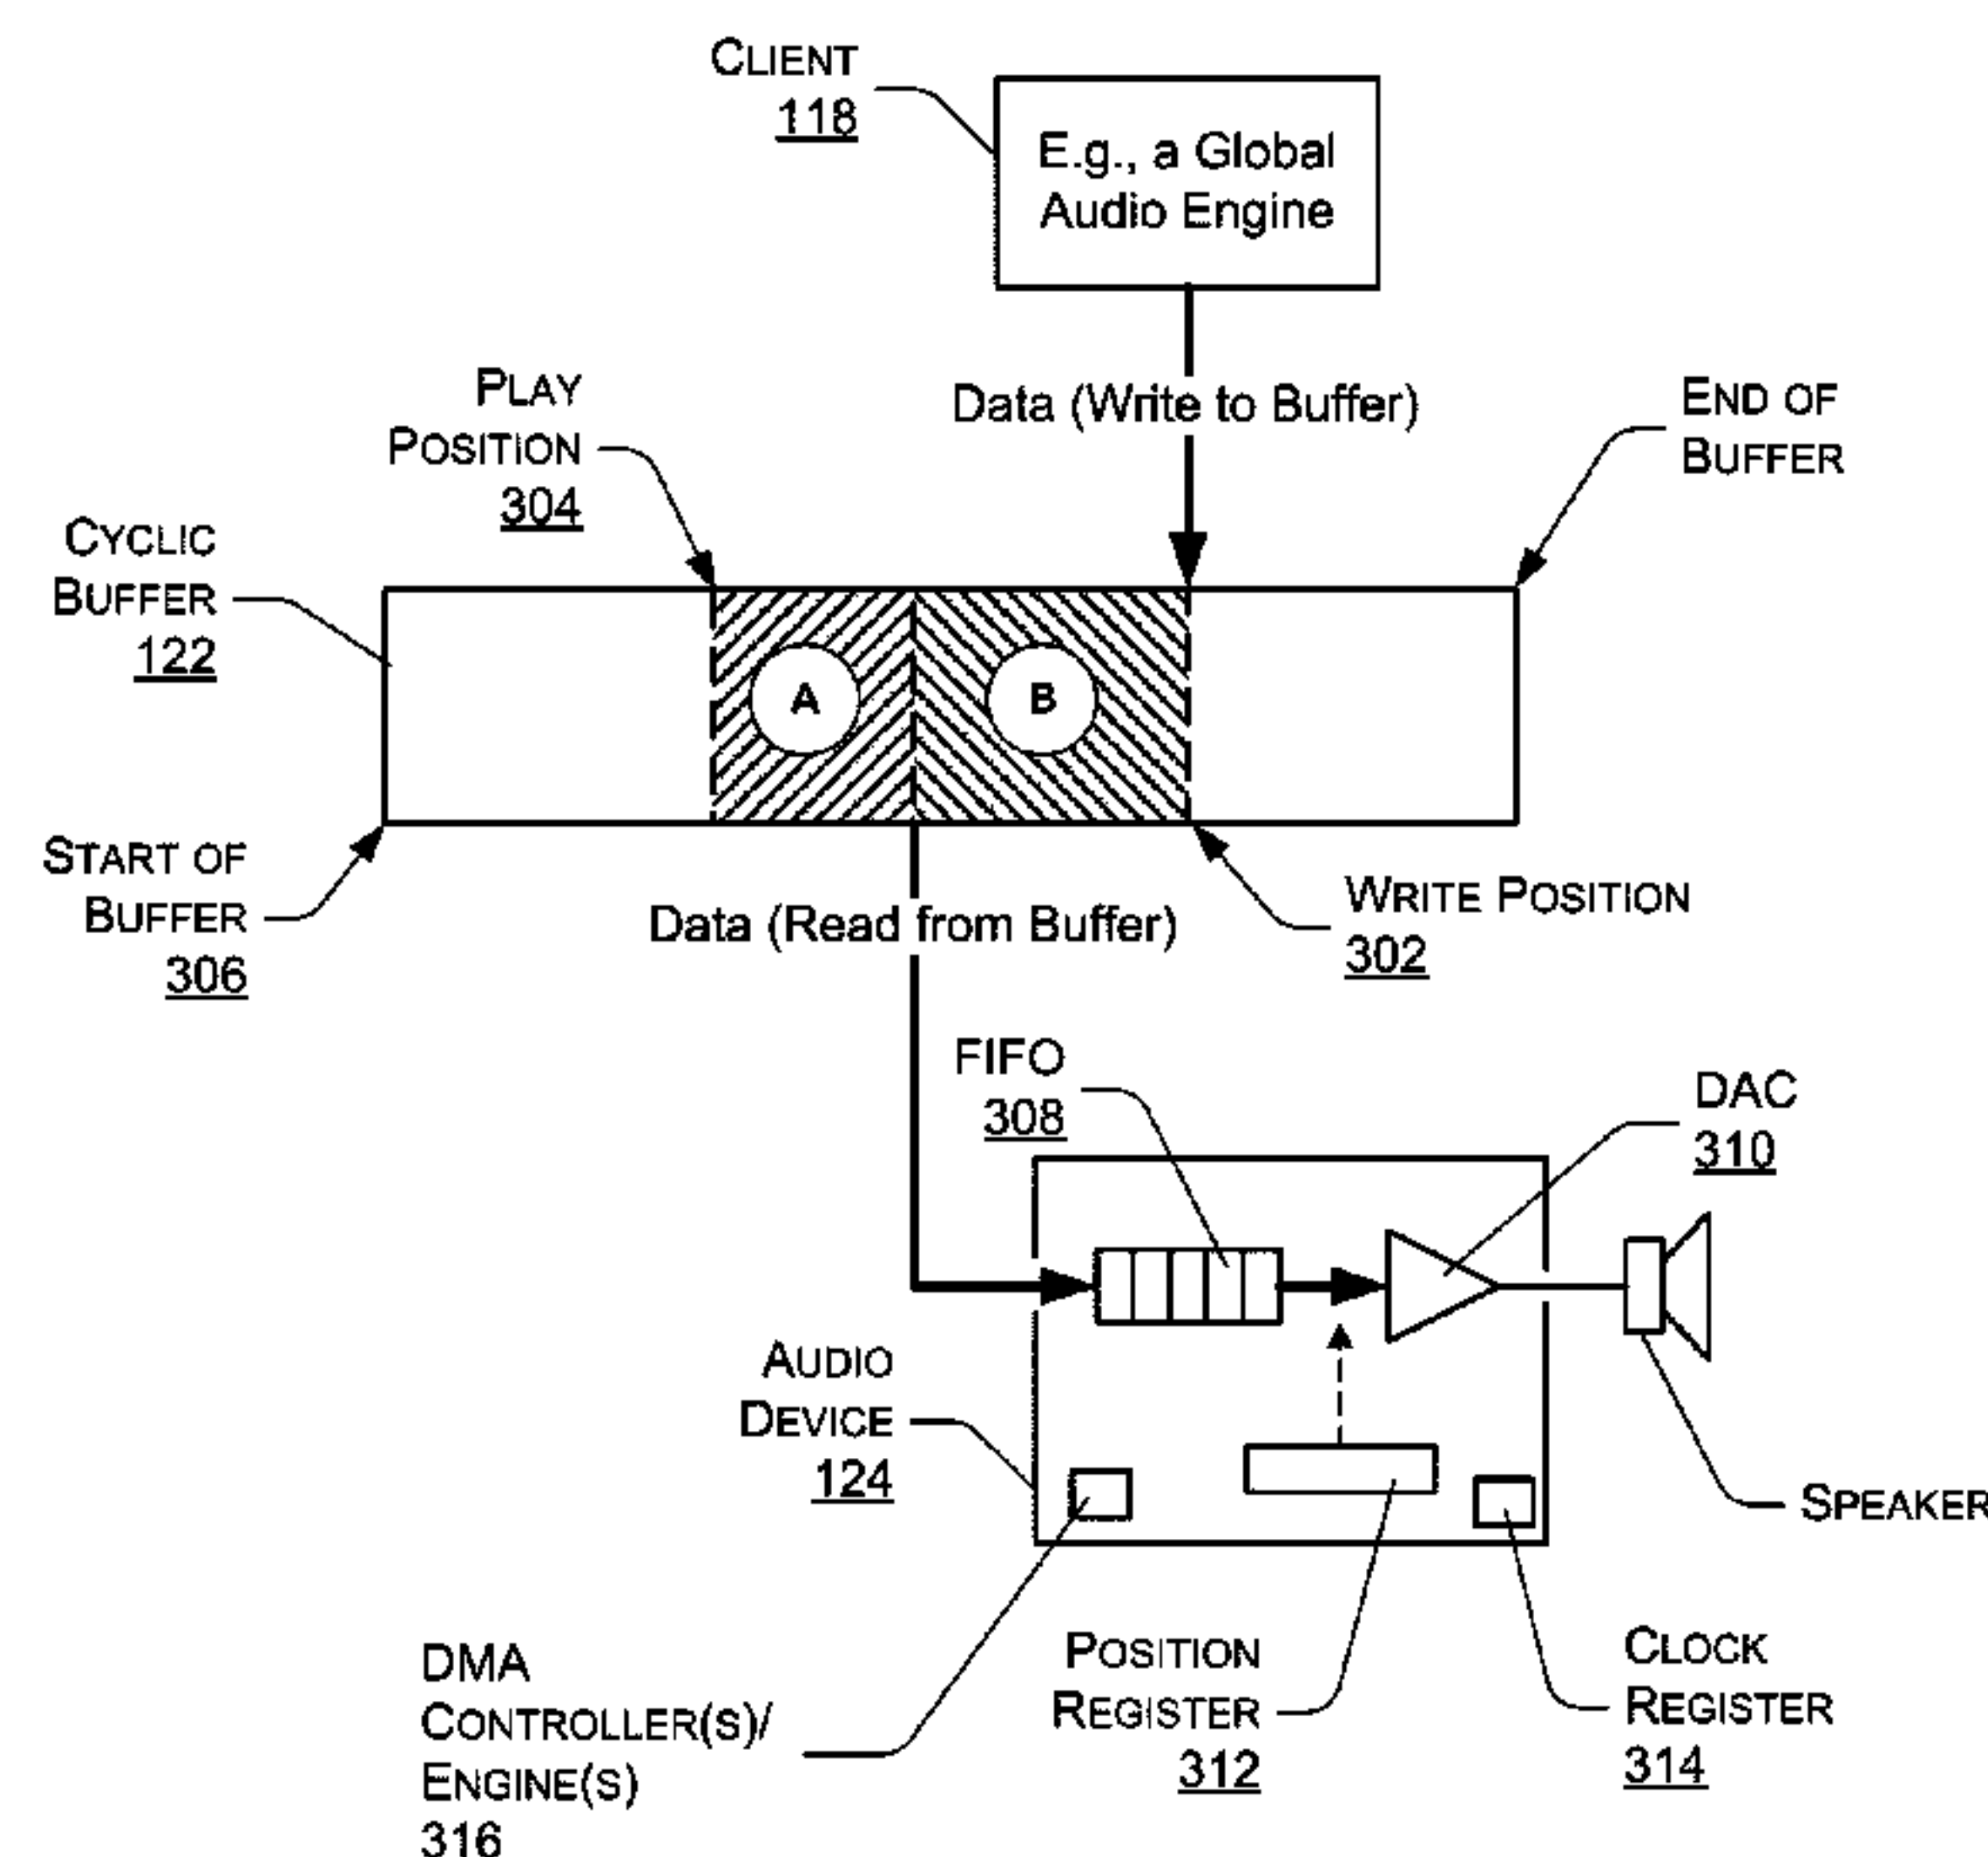 CLIENT
118
E.g., a Global
Audio Engine
PLAY
POSITION
304
Data (Write to Buffer)
END OF
BUFFER
CYCLIC
BUFFER
122
A
B
START OF
BUFFER
306
Data (Read from Buffer)
WRITE POSITION
302
FIFO
308
DAC
310
AUDIO
DEVICE
124
SPEAKER
DMA
CONTROLLER(S)/
ENGINE(S)
316
POSITION
REGISTER
312
CLOCK
REGISTER
314